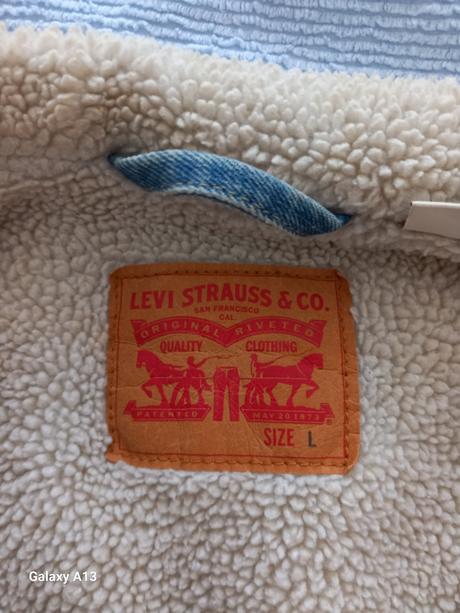 LEVI STRAUSS & CO.
SAN FRANCISCO
CAL.
ORIGINAL RIVETED
QUALITY CLOTHING
PATENTED MAY 20 1873
®
SIZE L
Galaxy A13